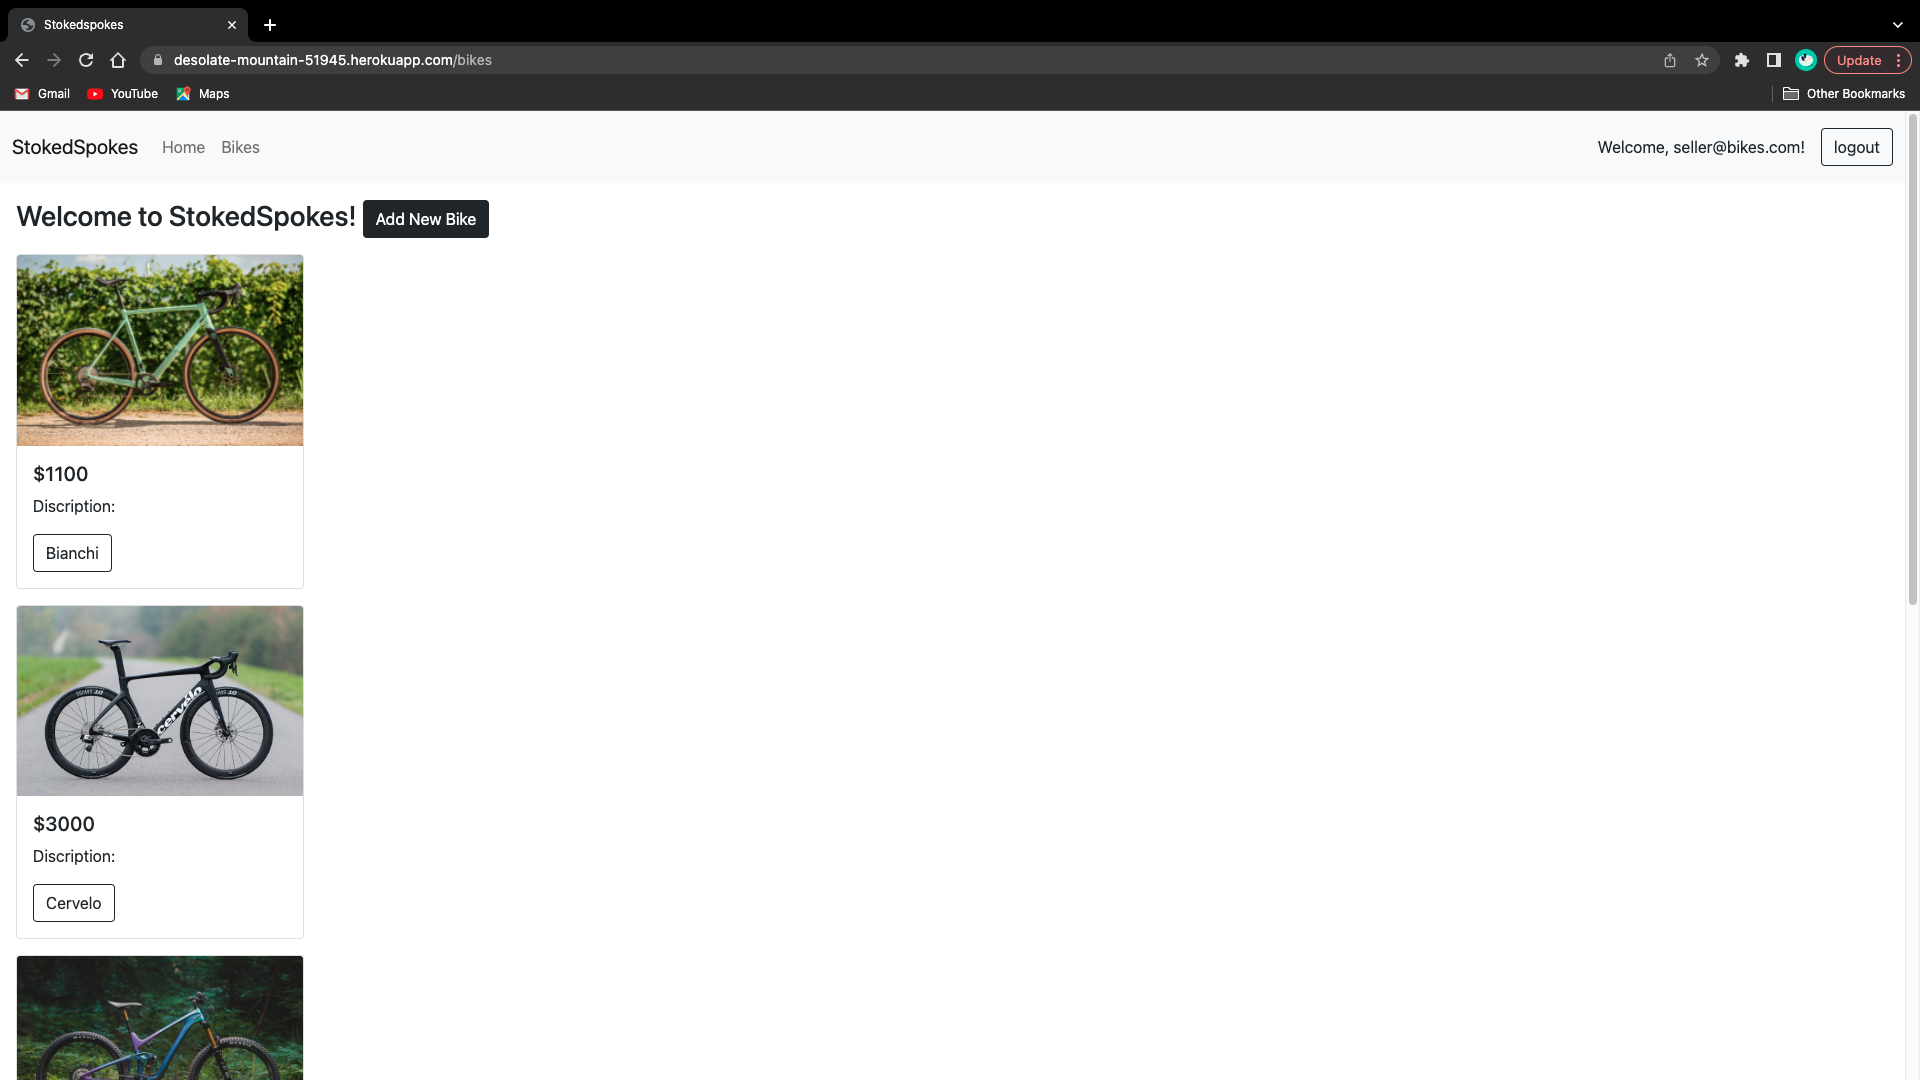 Stokedspokes
desolate-mountain-51945.herokuapp.com/bikes
Update
Gmail YouTube Maps Other Bookmarks
StokedSpokes Home Bikes Welcome, seller@bikes.com! logout
Welcome to StokedSpokes! Add New Bike
$1100
Discription:
Bianchi
cervélo
$3000
Discription:
Cervelo